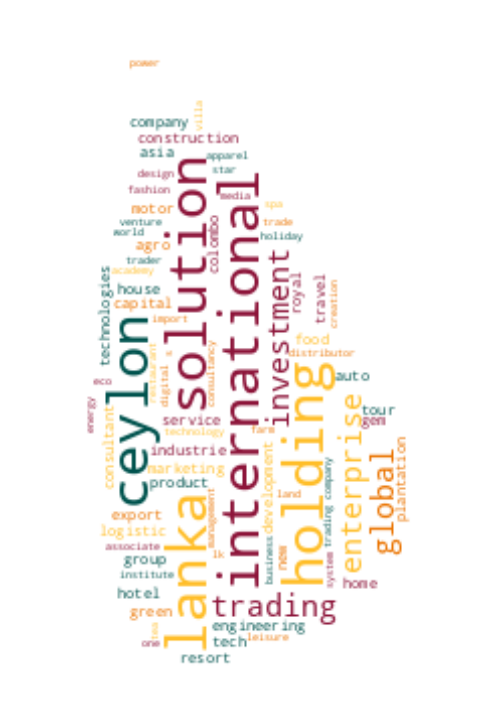 power
villa
company
construction
asia
apparel
star
design
fashion
media
solution
international
motor
spa
venture
trade
world
colombo
holiday
agro
trader
academy
technologies
house
investment
royal
travel
creation
capital
import
ceylon
restaurant
digital
a
consultancy
food
distributor
holding
auto
eco
energy
consultant
service
technology
fare
tour
gem
enterprise
industrie
marketing
product
development
global
plantation
lanka
management
export
logistic
lk
land
new
business
trading company
system
associate
group
institute
home
hotel
green
trading
tea
one
engineering
tech
leisure
resort